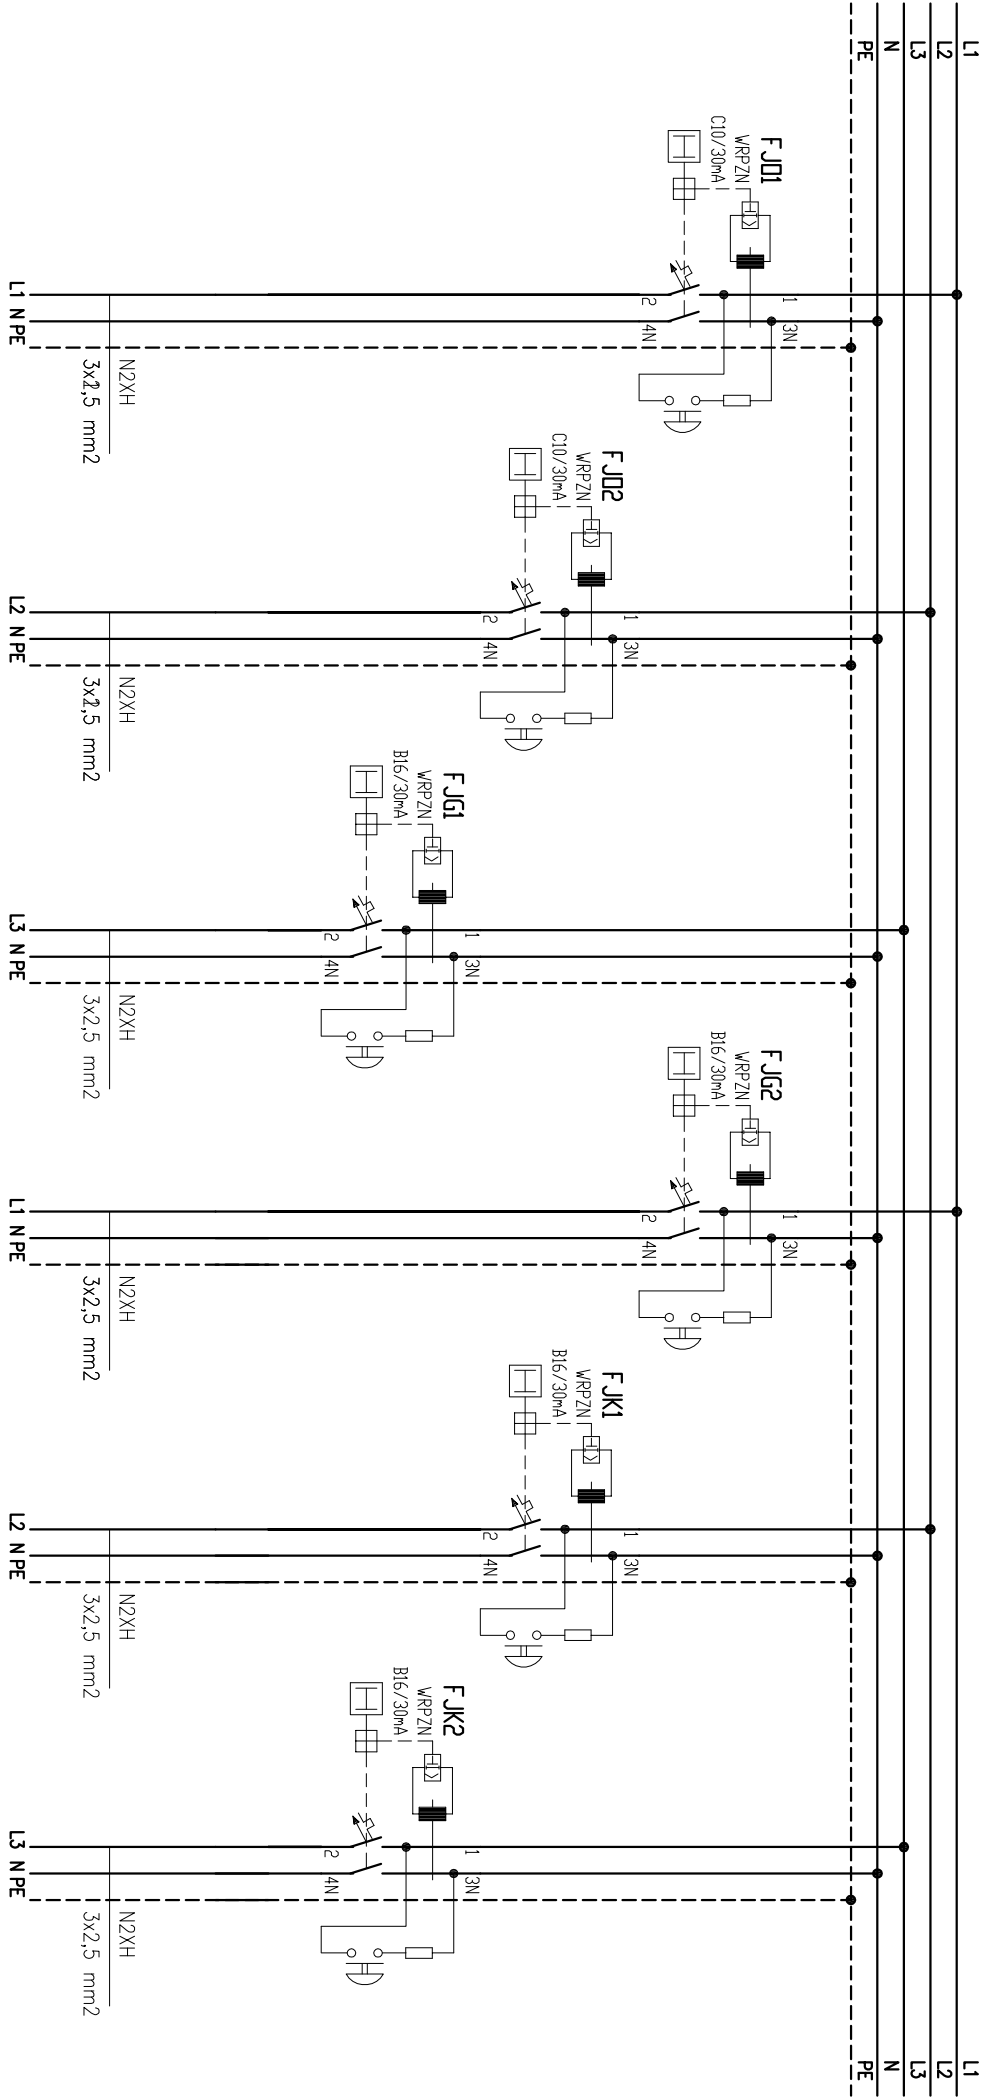 L1
L2
L3
N
PE
L1
L2
L3
N
PE
FJD1
WRPZN
C10/30mA
1
3N
2
4N
N2XH
3x2,5 mm2
L1 N PE
FJD2
WRPZN
C10/30mA
1
3N
2
4N
N2XH
3x2,5 mm2
L2 N PE
FJG1
WRPZN
B16/30mA
1
3N
2
4N
N2XH
3x2,5 mm2
L3 N PE
FJG2
WRPZN
B16/30mA
1
3N
2
4N
N2XH
3x2,5 mm2
L1 N PE
FJK1
WRPZN
B16/30mA
1
3N
2
4N
N2XH
3x2,5 mm2
L2 N PE
FJK2
WRPZN
B16/30mA
1
3N
2
4N
N2XH
3x2,5 mm2
L3 N PE